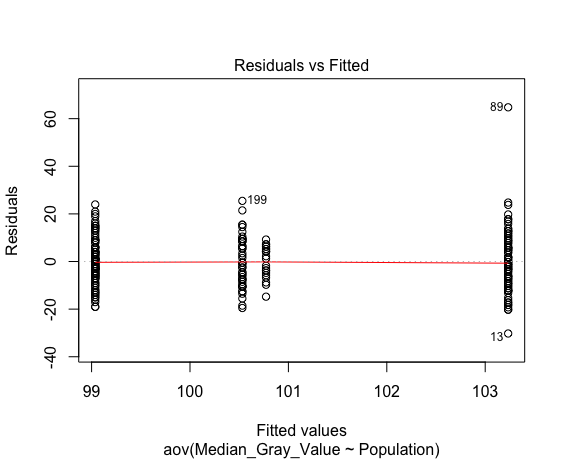 Residuals vs Fitted
89
60
40
199
20
0
-20
13
-40
Residuals
99 100 101 102 103
Fitted values
aov(Median_Gray_Value ~ Population)